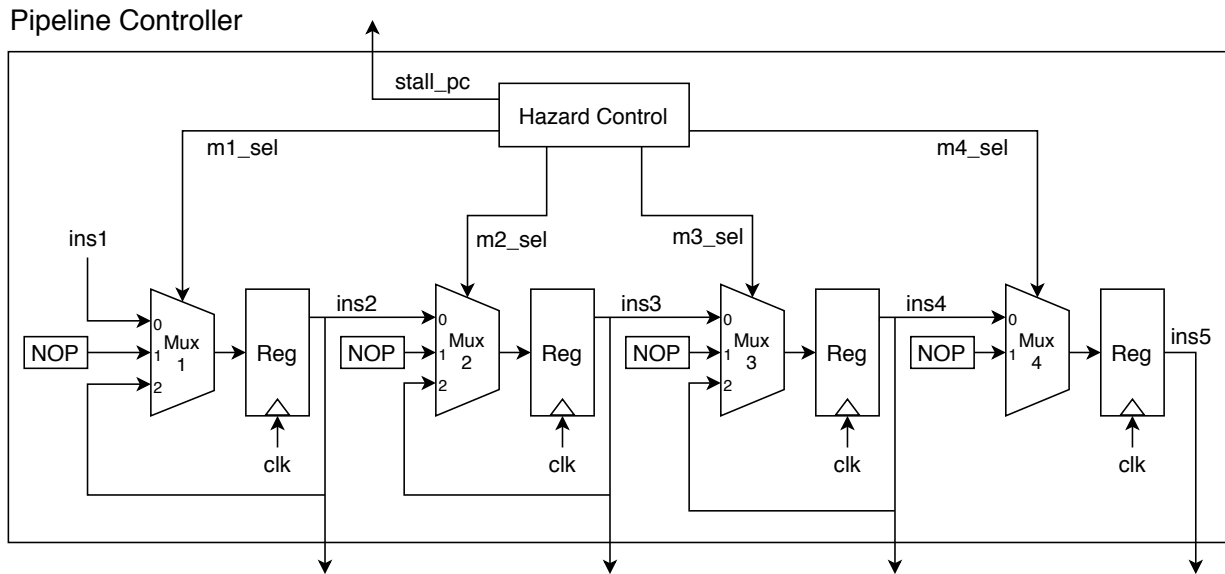 Pipeline Controller
stall_pc
Hazard Control
m1_sel
m4_sel
m2_sel
m3_sel
ins1
ins2
ins3
ins4
ins5
0
NOP
1
2
Mux
1
Reg
clk
0
NOP
1
2
Mux
2
Reg
clk
0
NOP
1
2
Mux
3
Reg
clk
0
NOP
1
Mux
4
Reg
clk